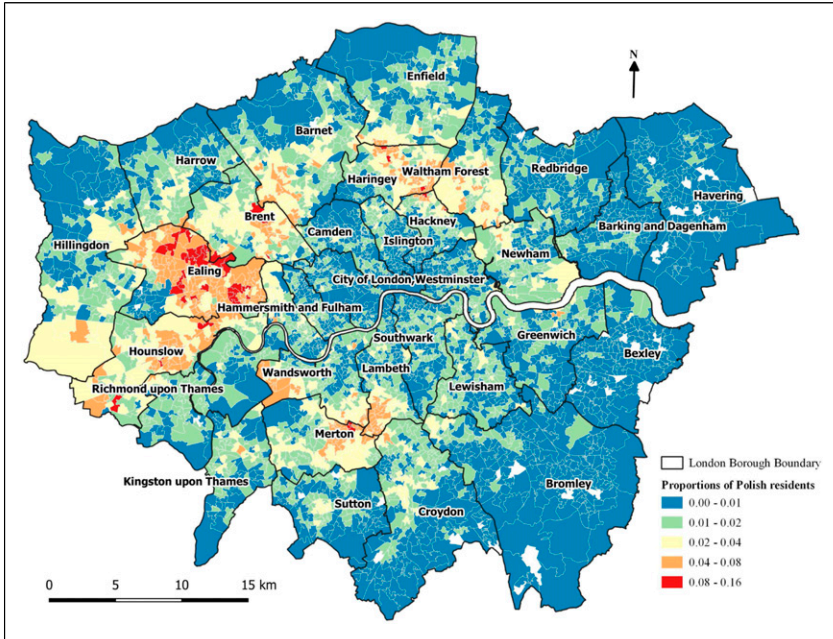 Enfield
N
Barnet
Harrow
Haringey
Waltham Forest
Redbridge
Havering
Brent
Hackney
Camden
Islington
Barking and Dagenham
Hillingdon
Newham
Ealing
City of London,Westminster
Hammersmith and Fulham
Southwark
Greenwich
Hounslow
Bexley
Wandsworth
Lambeth
Richmond upon Thames
Lewisham
Merton
Kingston upon Thames
Bromley
Sutton
Croydon
London Borough Boundary
Proportions of Polish residents
0.00 - 0.01
0.01 - 0.02
0.02 - 0.04
0.04 - 0.08
0.08 - 0.16
0 5 10 15 km